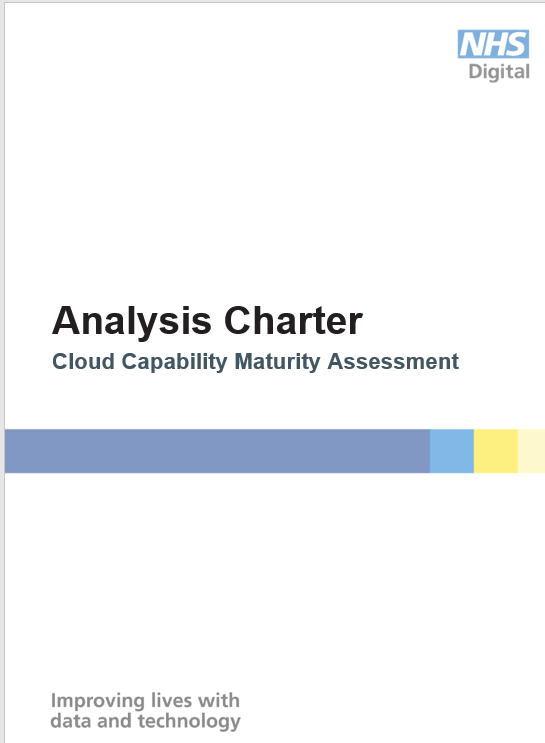 NHS
Digital
Analysis Charter
Cloud Capability Maturity Assessment
Improving lives with
data and technology